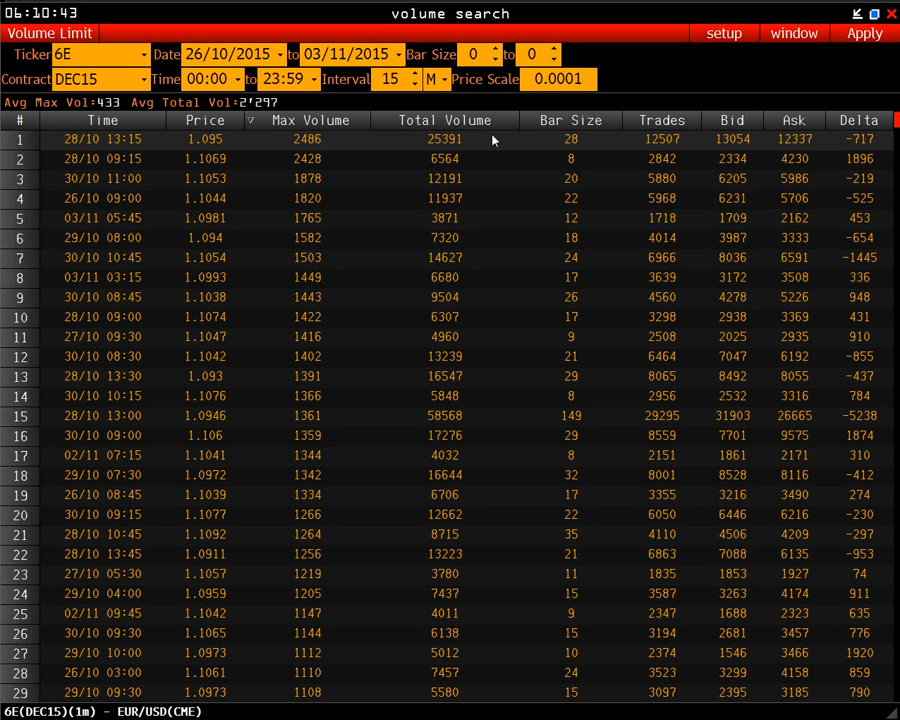 06:10:43 volume search
Volume Limit setup window Apply
Ticker 6E Date 26/10/2015 to 03/11/2015 Bar Size 0 to 0
Contract DEC15 Time 00:00 to 23:59 Interval 15 M Price Scale 0.0001
Avg Max Vol:433 Avg Total Vol:2'297
# Time Price Max Volume Total Volume Bar Size Trades Bid Ask Delta
1 28/10 13:15 1.095 2486 25391 28 12507 13054 12337 -717
2 28/10 09:15 1.1069 2428 6564 8 2842 2334 4230 1896
3 30/10 11:00 1.1053 1878 12191 20 5880 6205 5986 -219
4 26/10 09:00 1.1044 1820 11937 22 5968 6231 5706 -525
5 03/11 05:45 1.0981 1765 3871 12 1718 1709 2162 453
6 29/10 08:00 1.094 1582 7320 18 4014 3987 3333 -654
7 30/10 10:45 1.1054 1503 14627 24 6966 8036 6591 -1445
8 03/11 03:15 1.0993 1449 6680 17 3639 3172 3508 336
9 30/10 08:45 1.1038 1443 9504 26 4560 4278 5226 948
10 28/10 09:00 1.1074 1422 6307 17 3298 2938 3369 431
11 27/10 09:30 1.1047 1416 4960 9 2508 2025 2935 910
12 30/10 08:30 1.1042 1402 13239 21 6464 7047 6192 -855
13 28/10 13:30 1.093 1391 16547 29 8065 8492 8055 -437
14 30/10 10:15 1.1076 1366 5848 8 2956 2532 3316 784
15 28/10 13:00 1.0946 1361 58568 149 29295 31903 26665 -5238
16 30/10 09:00 1.106 1359 17276 29 8559 7701 9575 1874
17 02/11 07:15 1.1041 1344 4032 8 2151 1861 2171 310
18 29/10 07:30 1.0972 1342 16644 32 8001 8528 8116 -412
19 26/10 08:45 1.1039 1334 6706 17 3355 3216 3490 274
20 30/10 09:15 1.1077 1266 12662 22 6050 6446 6216 -230
21 28/10 10:45 1.1092 1264 8715 35 4110 4506 4209 -297
22 28/10 13:45 1.0911 1256 13223 21 6863 7088 6135 -953
23 27/10 05:30 1.1057 1219 3780 11 1835 1853 1927 74
24 29/10 04:00 1.0959 1205 7437 15 3587 3263 4174 911
25 02/11 09:45 1.1042 1147 4011 9 2347 1688 2323 635
26 30/10 09:30 1.1065 1144 6138 15 3194 2681 3457 776
27 29/10 10:00 1.0973 1112 5012 10 2374 1546 3466 1920
28 26/10 03:00 1.1061 1110 7457 24 3523 3299 4158 859
29 29/10 09:30 1.0973 1108 5580 15 3097 2395 3185 790
6E(DEC15)(1m) - EUR/USD(CME)